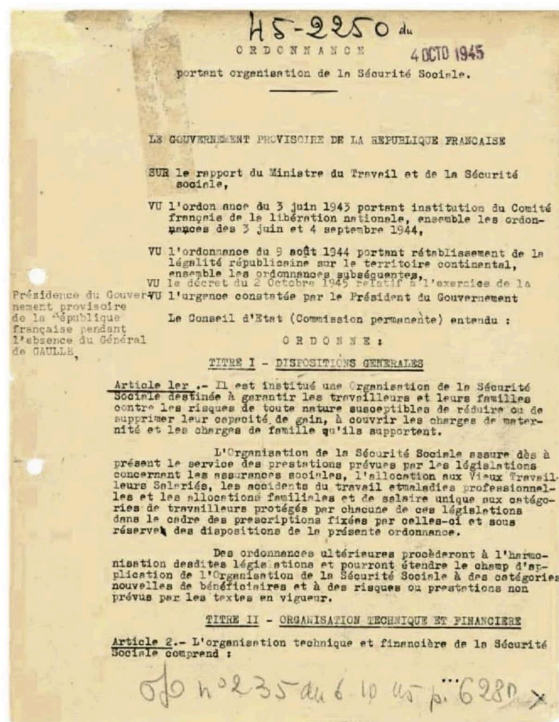 45-2250 du
ORDONNANCE
4 OCTO 1945
portant organisation de la Sécurité Sociale.
LE GOUVERNEMENT PROVISOIRE DE LA REPUBLIQUE FRANCAISE
SUR le rapport du Ministre du Travail et de la Sécurité
sociale,
VU l'ordonnance du 3 juin 1943 portant institution du Comité
français de la libération nationale, ensemble les ordon-
nances des 3 juin et 4 septembre 1944,
VU l'ordonnance du 9 août 1944 portant rétablissement de la
légalité républicaine sur le territoire continental,
ensemble les ordonnances subséquentes,
VU le décret du 2 Octobre 1945 relatif à l'exercice de la
Présidence du Gouver-
nement provisoire
de la République
française pendant
l'absence du Général
de GAULLE,
VU l'urgence constatée par le Président du Gouvernement
Le Conseil d'Etat (Commission permanente) entendu :
ORDONNE :
TITRE I - DISPOSITIONS GENERALES
Article 1er .- Il est institué une Organisation de la Sécurité
Sociale destinée à garantir les travailleurs et leurs familles
contre les risques de toute nature susceptibles de réduire ou de
supprimer leur capacité de gain, à couvrir les charges de mater-
nité et les charges de famille qu'ils supportent.
L'Organisation de la Sécurité Sociale assure dès à
présent le service des prestations prévues par les législations
concernant les assurances sociales, l'allocation aux Vieux Travail-
leurs Salariés, les accidents du travail etmaladies professionnel-
les et les allocations familiales et de salaire unique aux catégo-
ries de travailleurs protégés par chacune de ces législations
dans le cadre des prescriptions fixées par celles-ci et sous
réserve des dispositions de la présente ordonnance.
Des ordonnances ultérieures procèderont à l'harmo-
nisation desdites législations et pourront étendre le champ d'ap-
plication de l'Organisation de la Sécurité Sociale à des catégories
nouvelles de bénéficiaires et à des risques ou prestations non
prévus par les textes en vigueur.
TITRE II - ORGANISATION TECHNIQUE ET FINANCIERE
Article 2.- L'organisation technique et financière de la Sécurité
Sociale comprend :
...
n° 235 du 6 10 45 p. 6280